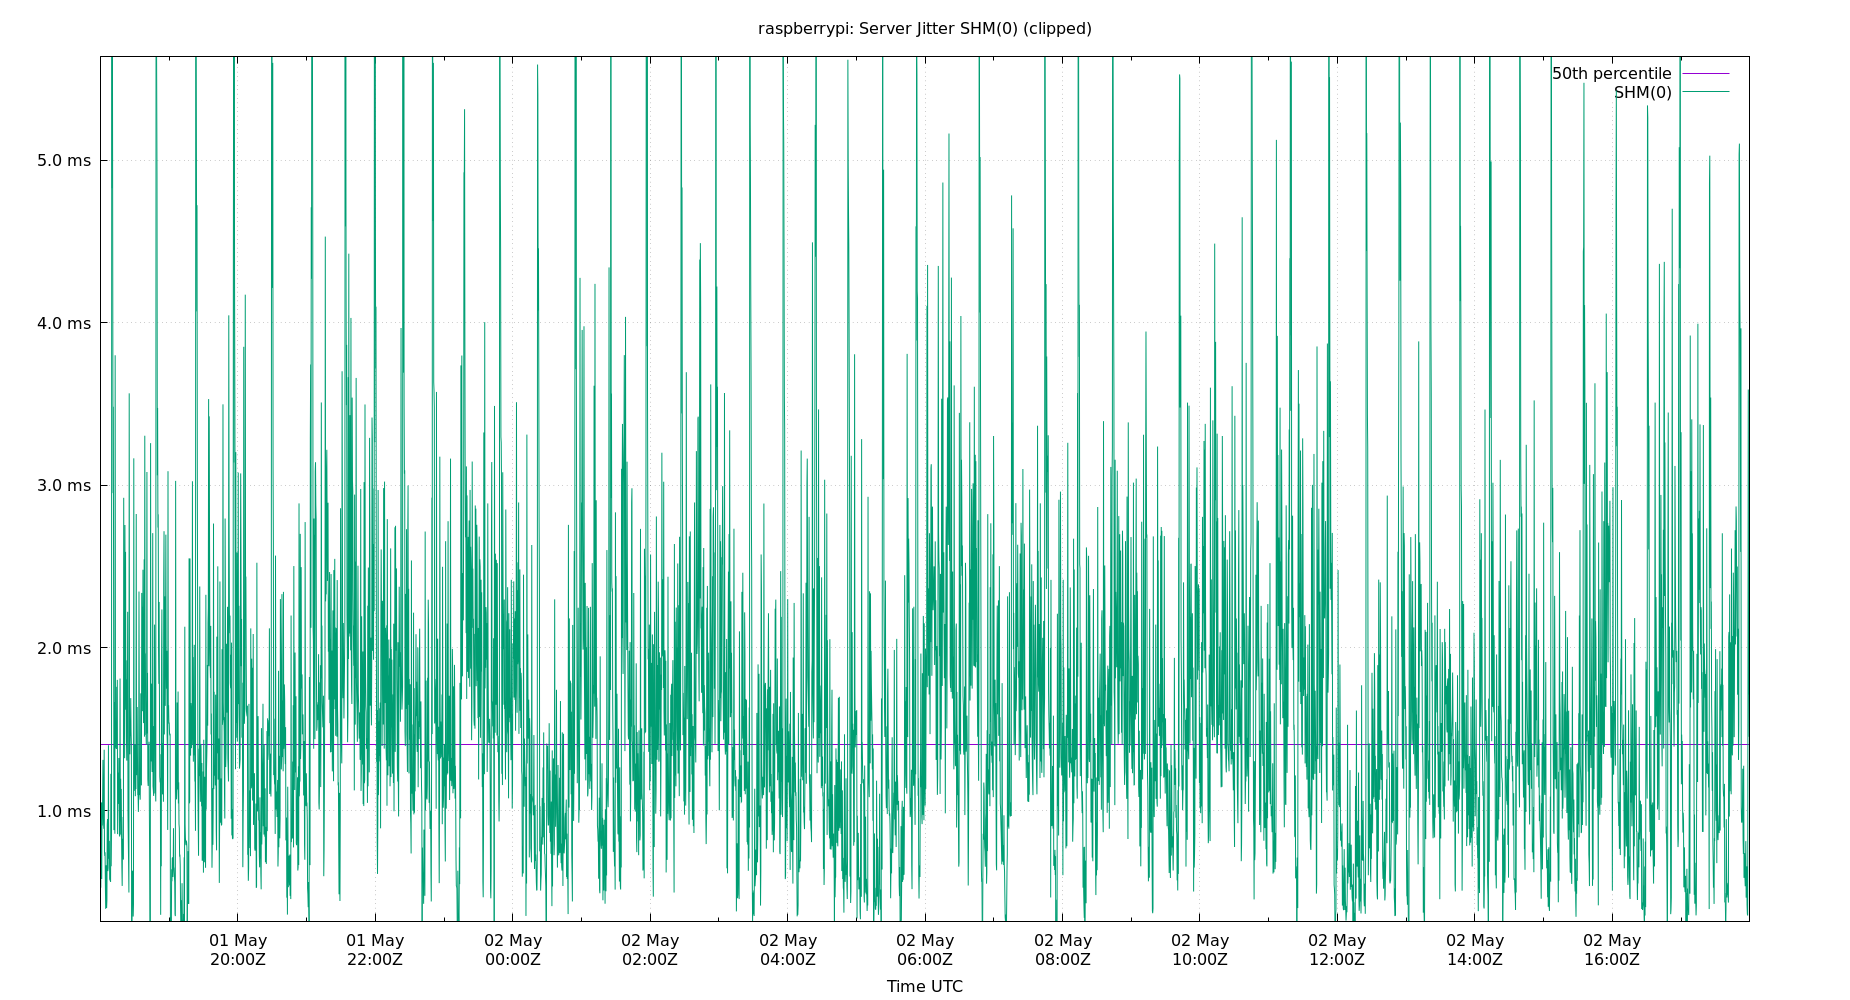 raspberrypi: Server Jitter SHM(0) (clipped)
50th percentile
SHM(0)
5.0 ms
4.0 ms
3.0 ms
2.0 ms
1.0 ms
01 May 01 May 02 May 02 May 02 May 02 May 02 May 02 May 02 May 02 May 02 May
20:00Z 22:00Z 00:00Z 02:00Z 04:00Z 06:00Z 08:00Z 10:00Z 12:00Z 14:00Z 16:00Z
Time UTC